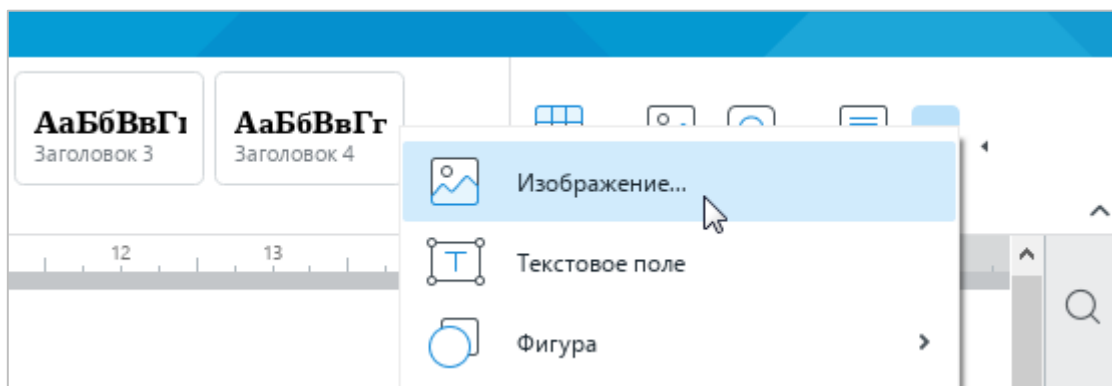 АаБбВвГг
Заголовок 3
АаБбВвГг
Заголовок 4
Изображение...
12
13
Текстовое поле
Фигура